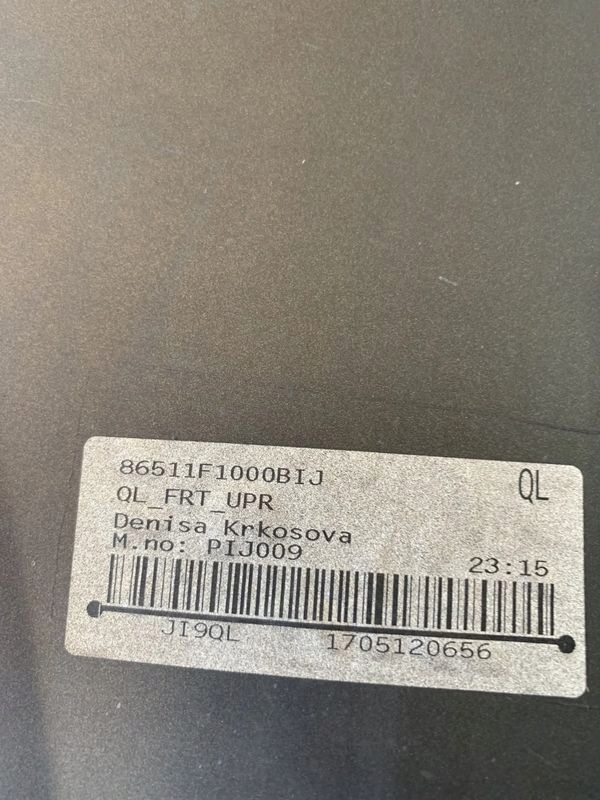 86511F1000BIJ QL
QL_FRT_UPR
Denisa Krkosova
M.no: PIJ009 23:15
JI9QL 1705120656